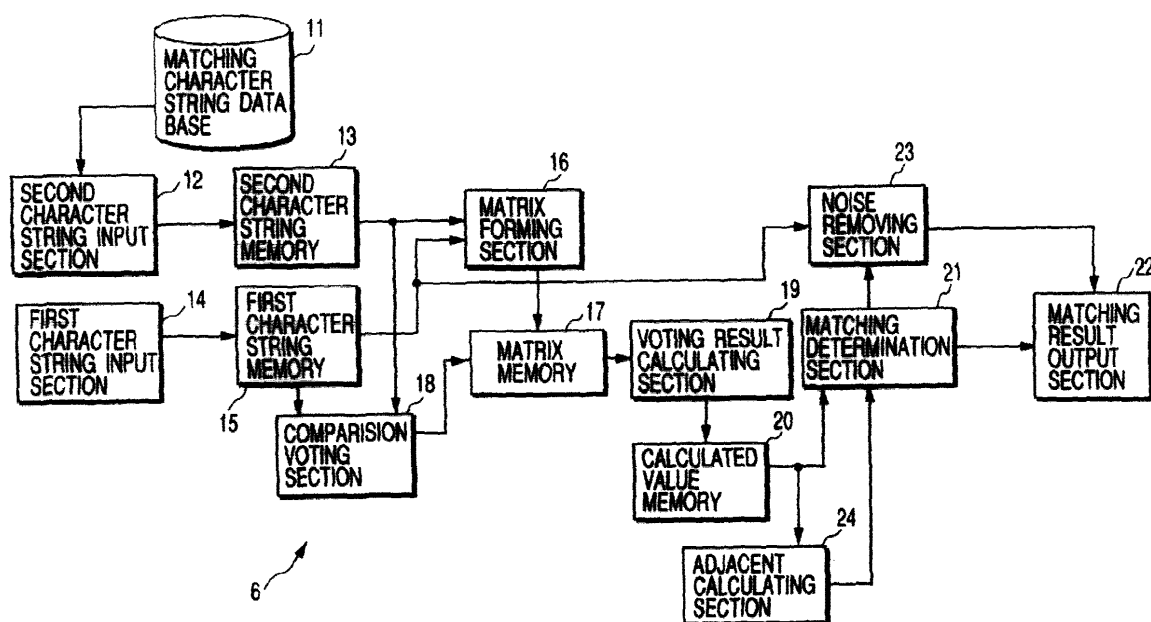 11
MATCHING
CHARACTER
STRING DATA
BASE
12
SECOND
CHARACTER
STRING INPUT
SECTION
13
SECOND
CHARACTER
STRING
MEMORY
14
FIRST
CHARACTER
STRING INPUT
SECTION
15
FIRST
CHARACTER
STRING
MEMORY
16
MATRIX
FORMING
SECTION
17
MATRIX
MEMORY
18
COMPARISION
VOTING
SECTION
19
VOTING RESULT
CALCULATING
SECTION
20
CALCULATED
VALUE
MEMORY
21
MATCHING
DETERMINATION
SECTION
22
MATCHING
RESULT
OUTPUT
SECTION
23
NOISE
REMOVING
SECTION
24
ADJACENT
CALCULATING
SECTION
6